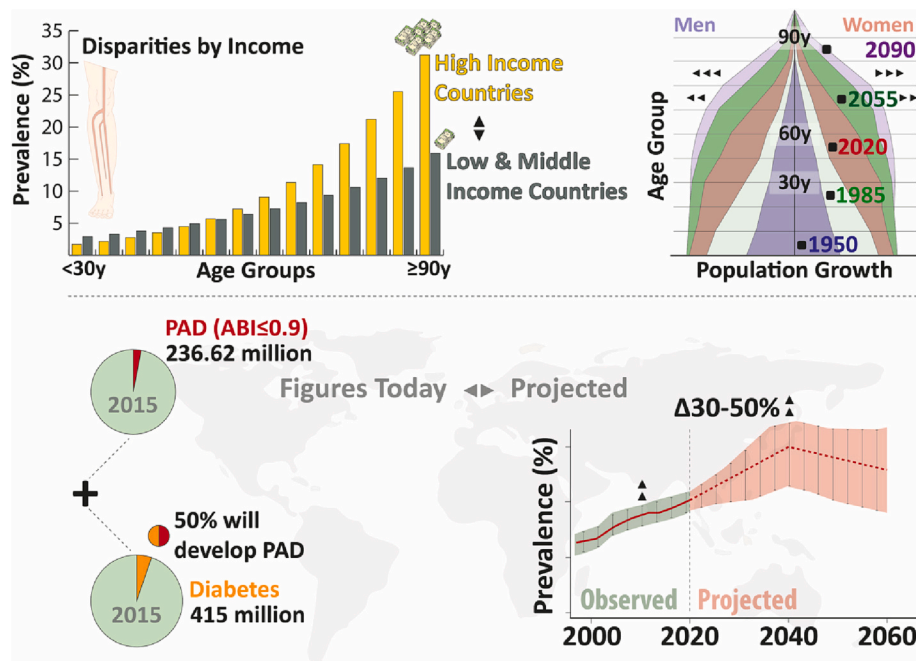 Disparities by Income
Prevalence (%)
35
30
25
20
15
10
5
High Income
Countries
Low & Middle
Income Countries
<30y
Age Groups
≥90y
Men
Women
Age Group
90y
60y
30y
2090
2055
2020
1985
1950
Population Growth
PAD (ABI≤0.9)
236.62 million
2015
50% will
develop PAD
Diabetes
415 million
2015
Figures Today
Projected
Δ30-50%
Prevalence (%)
Observed
Projected
2000
2020
2040
2060